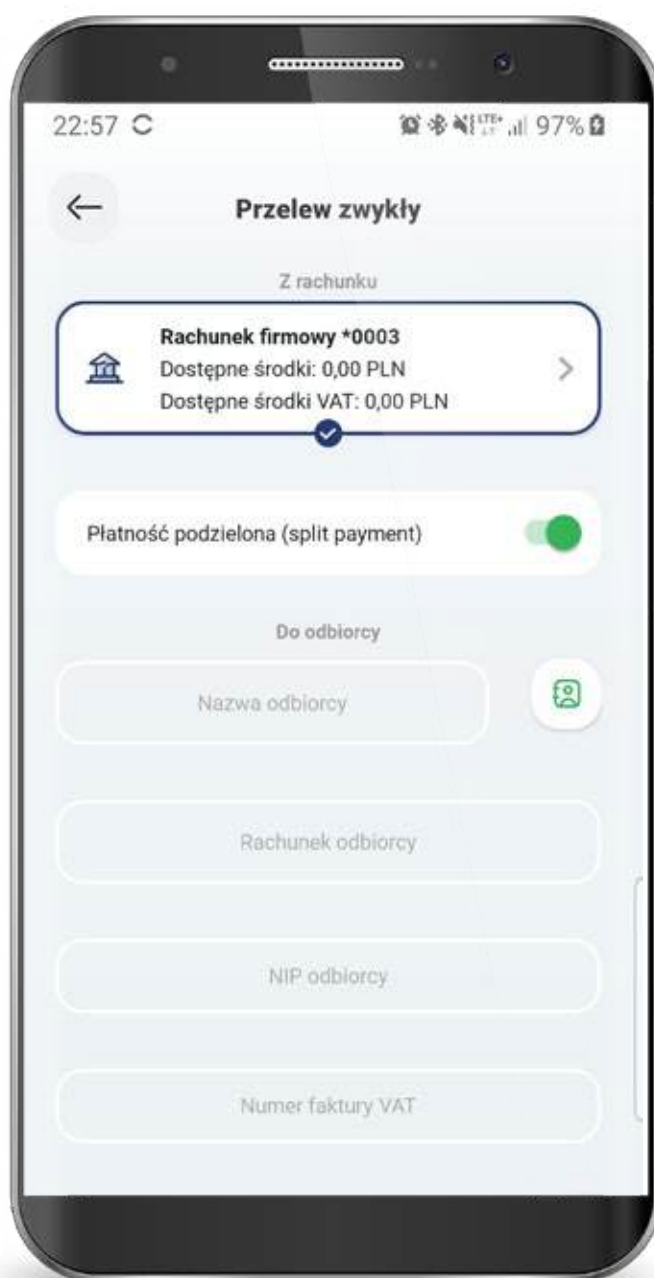 22:57
LTE+
97%
Przelew zwykły
Z rachunku
Rachunek firmowy *0003
Dostępne środki: 0,00 PLN
Dostępne środki VAT: 0,00 PLN
Płatność podzielona (split payment)
Do odbiorcy
Nazwa odbiorcy
Rachunek odbiorcy
NIP odbiorcy
Numer faktury VAT